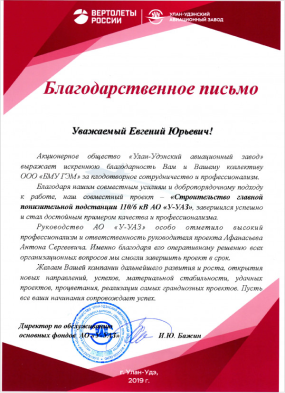 ВЕРТОЛЕТЫ
РОССИИ
УЛАН-УДЭНСКИЙ
АВИАЦИОННЫЙ ЗАВОД
Благодарственное письмо
Уважаемый Евгений Юрьевич!
Акционерное общество «Улан-Удэнский авиационный завод»
выражает искреннюю благодарность Вам и Вашему коллективу
ООО «БМУ ГЭМ» за плодотворное сотрудничество и профессионализм.
Благодаря нашим совместным усилиям и добропорядочному подходу
к работе, наш совместный проект – «Строительство главной
понизительной подстанции 110/6 кВ АО «У-УАЗ», завершился успешно
и стал достойным примером качества и профессионализма.
Руководство АО «У-УАЗ» особо отметило высокий
профессионализм и ответственность руководителя проекта Афанасьева
Антона Сергеевича. Именно благодаря его оперативному решению всех
организационных вопросов мы смогли завершить проект в срок.
Желаем Вашей компании дальнейшего развития и роста, открытия
новых направлений, успехов, материальной стабильности, удачных
проектов, процветания, реализации самых грандиозных проектов. Пусть
все ваши начинания сопровождает успех.
Директор по обслуживанию
основных фондов АО «У-УАЗ» И.Ю. Бажин
г. Улан-Удэ,
2019 г.